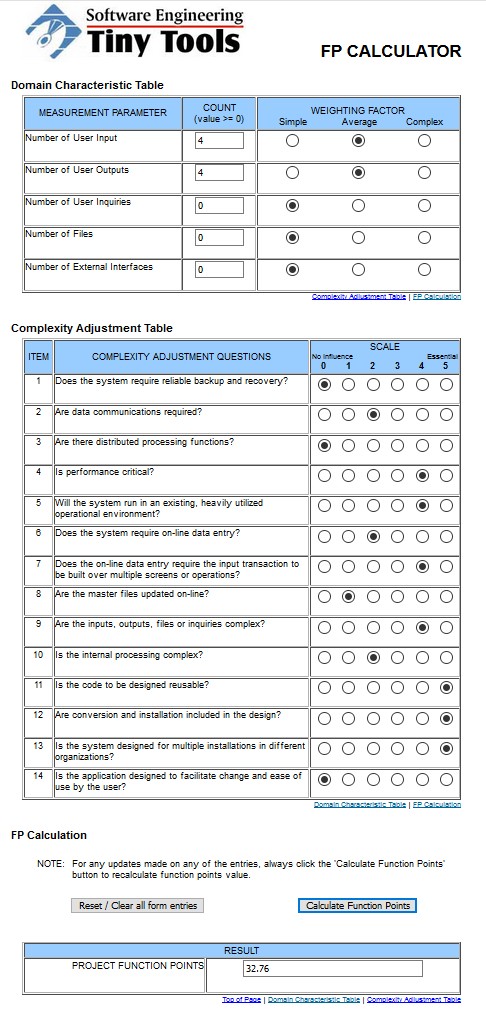 Software Engineering
Tiny Tools
FP CALCULATOR
Domain Characteristic Table
MEASUREMENT PARAMETER
COUNT
(value >= 0)
WEIGHTING FACTOR
Simple Average Complex
Number of User Input 4
Number of User Outputs 4
Number of User Inquiries 0
Number of Files 0
Number of External Interfaces 0
Complexity Adjustment Table | FP Calculation
Complexity Adjustment Table
ITEM
COMPLEXITY ADJUSTMENT QUESTIONS
SCALE
No Influence Essential
0 1 2 3 4 5
1 Does the system require reliable backup and recovery?
2 Are data communications required?
3 Are there distributed processing functions?
4 Is performance critical?
5 Will the system run in an existing, heavily utilized
operational environment?
6 Does the system require on-line data entry?
7 Does the on-line data entry require the input transaction to
be built over multiple screens or operations?
8 Are the master files updated on-line?
9 Are the inputs, outputs, files or inquiries complex?
10 Is the internal processing complex?
11 Is the code to be designed reusable?
12 Are conversion and installation included in the design?
13 Is the system designed for multiple installations in different
organizations?
14 Is the application designed to facilitate change and ease of
use by the user?
Domain Characteristic Table | FP Calculation
FP Calculation
NOTE: For any updates made on any of the entries, always click the 'Calculate Function Points'
button to recalculate function points value.
Reset / Clear all form entries
Calculate Function Points
RESULT
PROJECT FUNCTION POINTS 32.76
Top of Page | Domain Characteristic Table | Complexity Adjustment Table